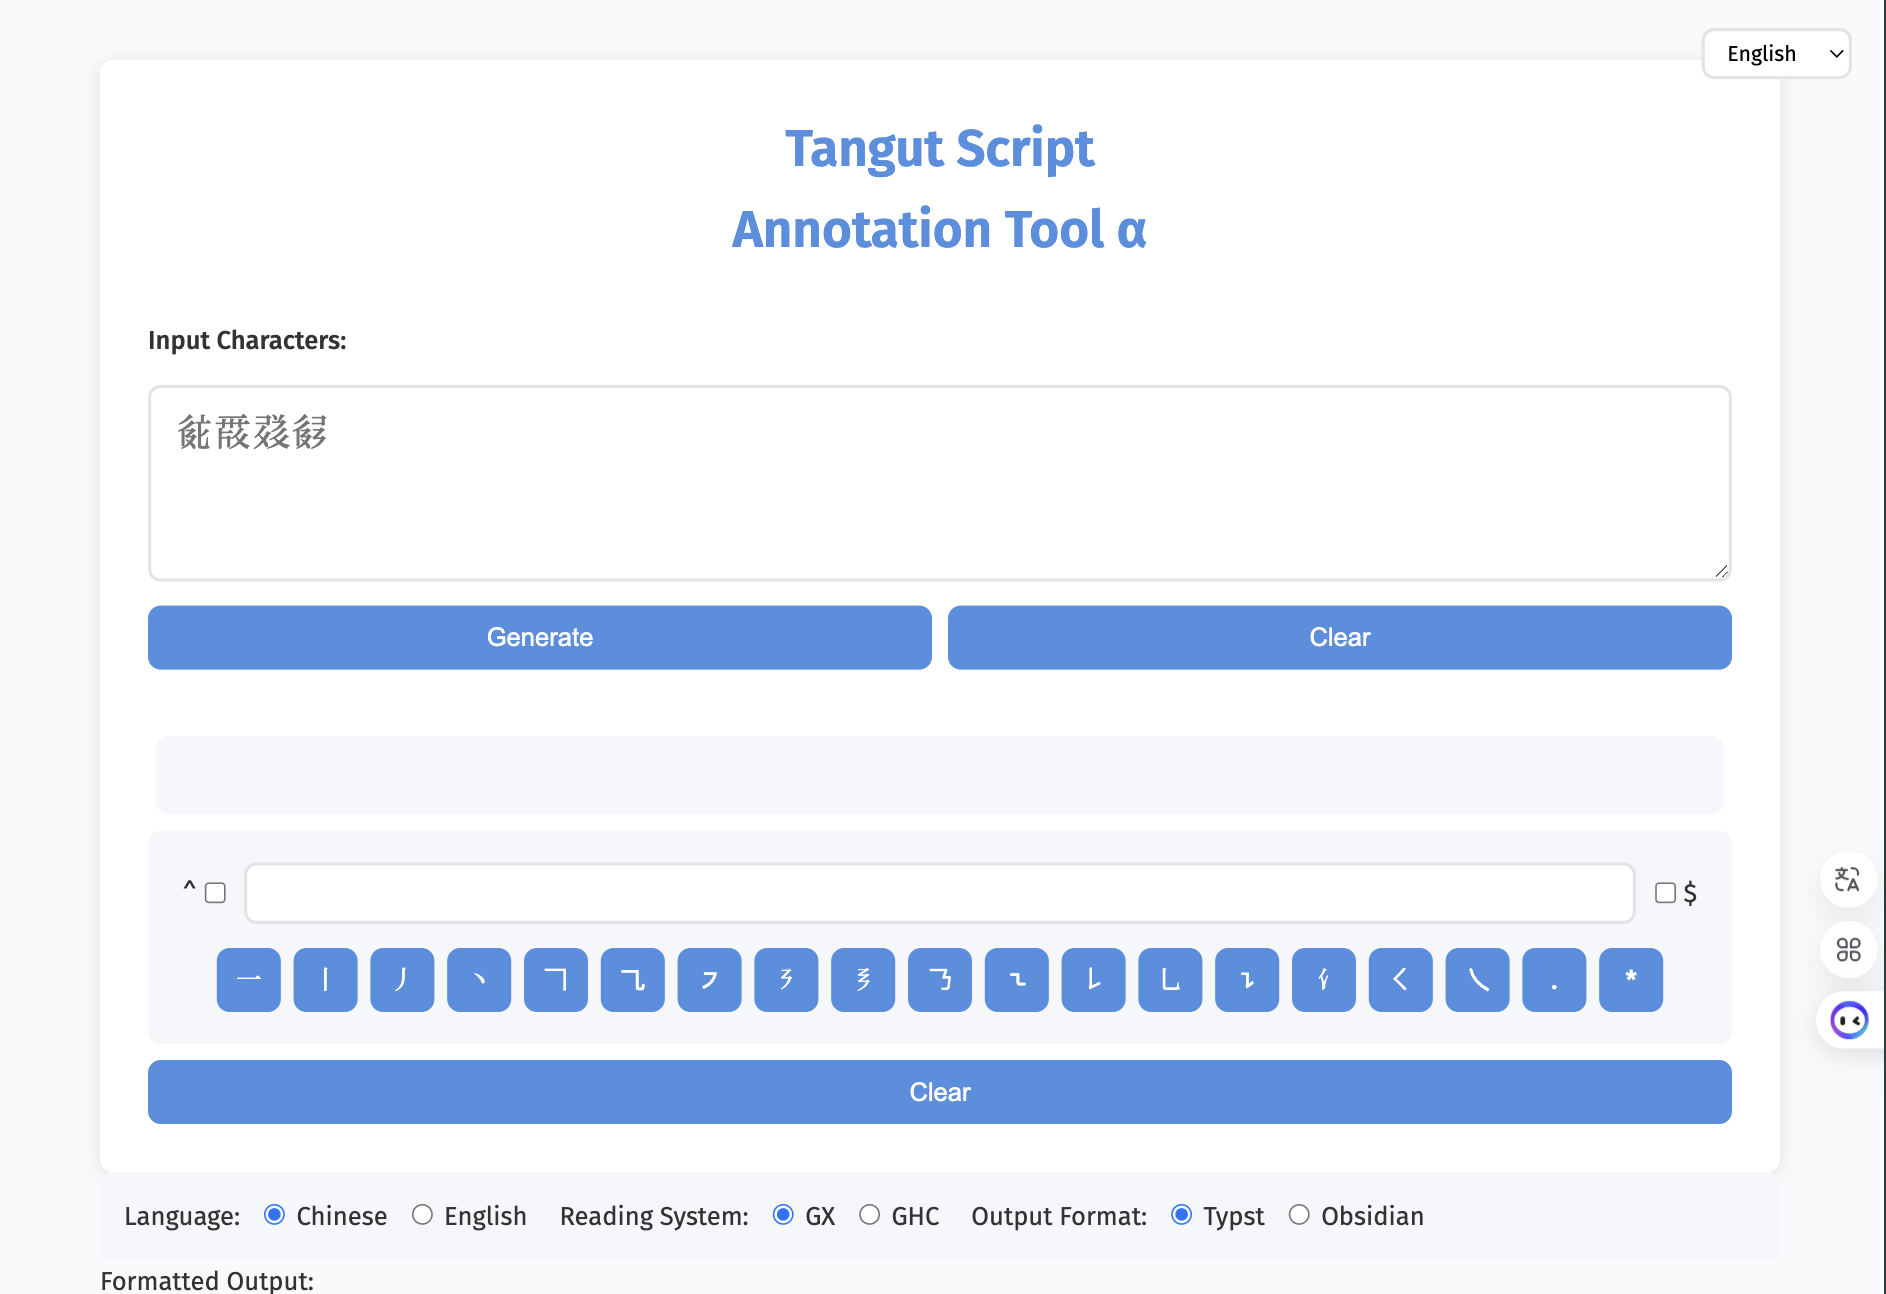 English
Tangut Script
Annotation Tool α
Input Characters:
Generate Clear
^ $
. *
Clear
Language: Chinese English Reading System: GX GHC Output Format: Typst Obsidian
Formatted Output: